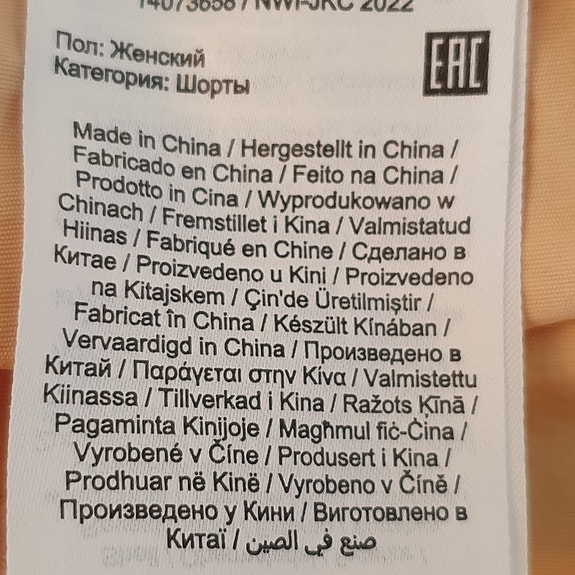 14073658 / NWI-JKC 2022
Пол: Женский
Категория: Шорты
EAC
Made in China / Hergestellt in China /
Fabricado en China / Feito na China /
Prodotto in Cina / Wyprodukowano w
Chinach / Fremstillet i Kina / Valmistatud
Hiinas / Fabriqué en Chine / Сделано в
Китае / Proizvedeno u Kini / Proizvedeno
na Kitajskem / Çin'de Üretilmiştir /
Fabricat în China / Készült Kínában /
Vervaardigd in China / Произведено в
Китай / Παράγεται στην Κίνα / Valmistettu
Kiinassa / Tillverkad i Kina / Ražots Ķīnā /
Pagaminta Kinijoje / Magħmul fiċ-Ċina /
Vyrobené v Číne / Produsert i Kina /
Prodhuar në Kinë / Vyrobeno v Číně /
Произведено у Кини / Виготовлено в
Китаї / صنع في الصين